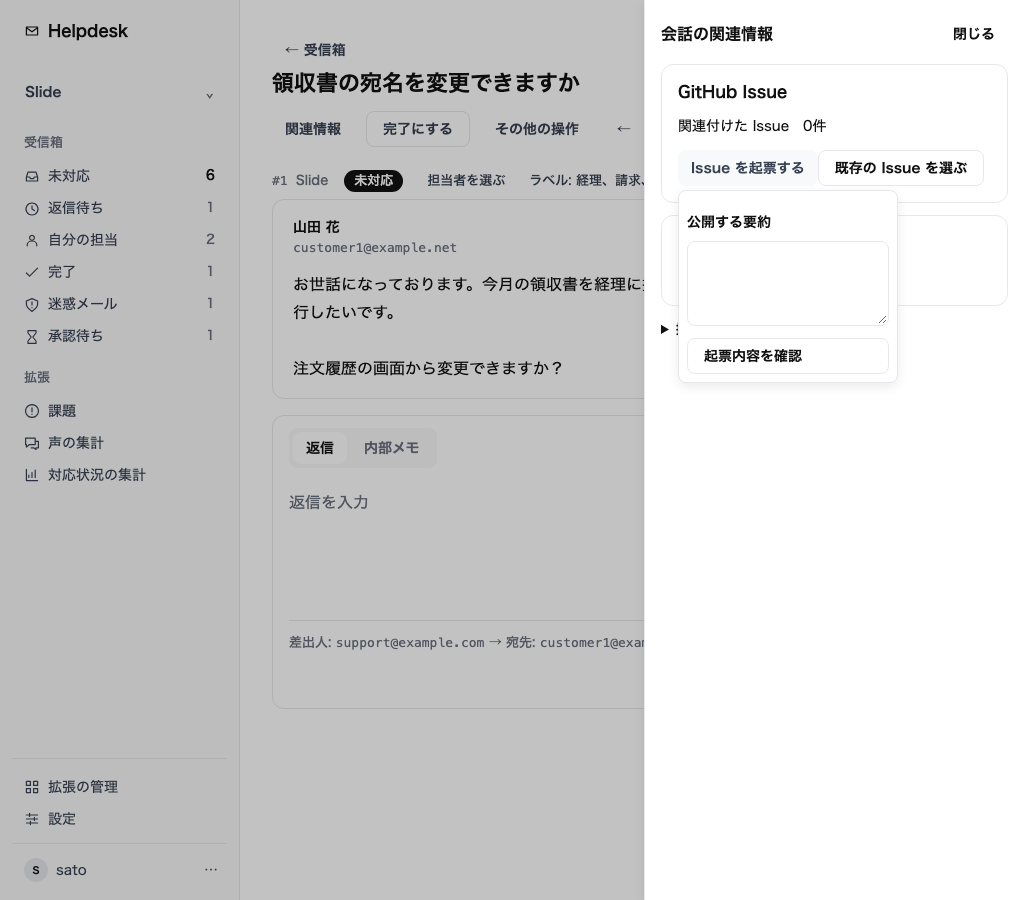 Helpdesk
Slide
受信箱
未対応 6
返信待ち 1
自分の担当 2
完了 1
迷惑メール 1
承認待ち 1
拡張
課題
声の集計
対応状況の集計
拡張の管理
設定
S sato ...
← 受信箱
領収書の宛名を変更できますか
関連情報 完了にする その他の操作 ←
#1 Slide 未対応 担当者を選ぶ ラベル: 経理、請求、
山田 花
customer1@example.net
お世話になっております。今月の領収書を経理に
行したいです。
注文履歴の画面から変更できますか？
返信 内部メモ
返信を入力
差出人: support@example.com → 宛先: customer1@exam
会話の関連情報 閉じる
GitHub Issue
関連付けた Issue 0件
Issue を起票する 既存の Issue を選ぶ
公開する要約
起票内容を確認